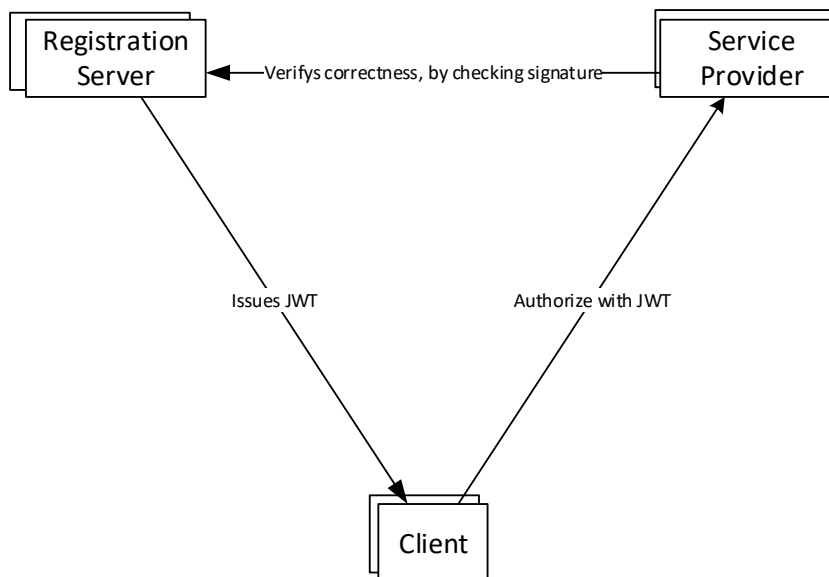 Registration
Server
Service
Provider
Verifys correctness, by checking signature
Issues JWT
Authorize with JWT
Client